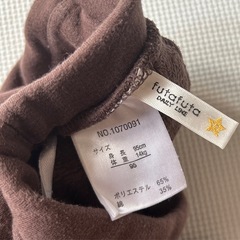 futafuta
DAILY LINE
NO.1070091
サイズ
身 長 95cm
体 重 14kg
95
ポリエステル 65%
綿 35%